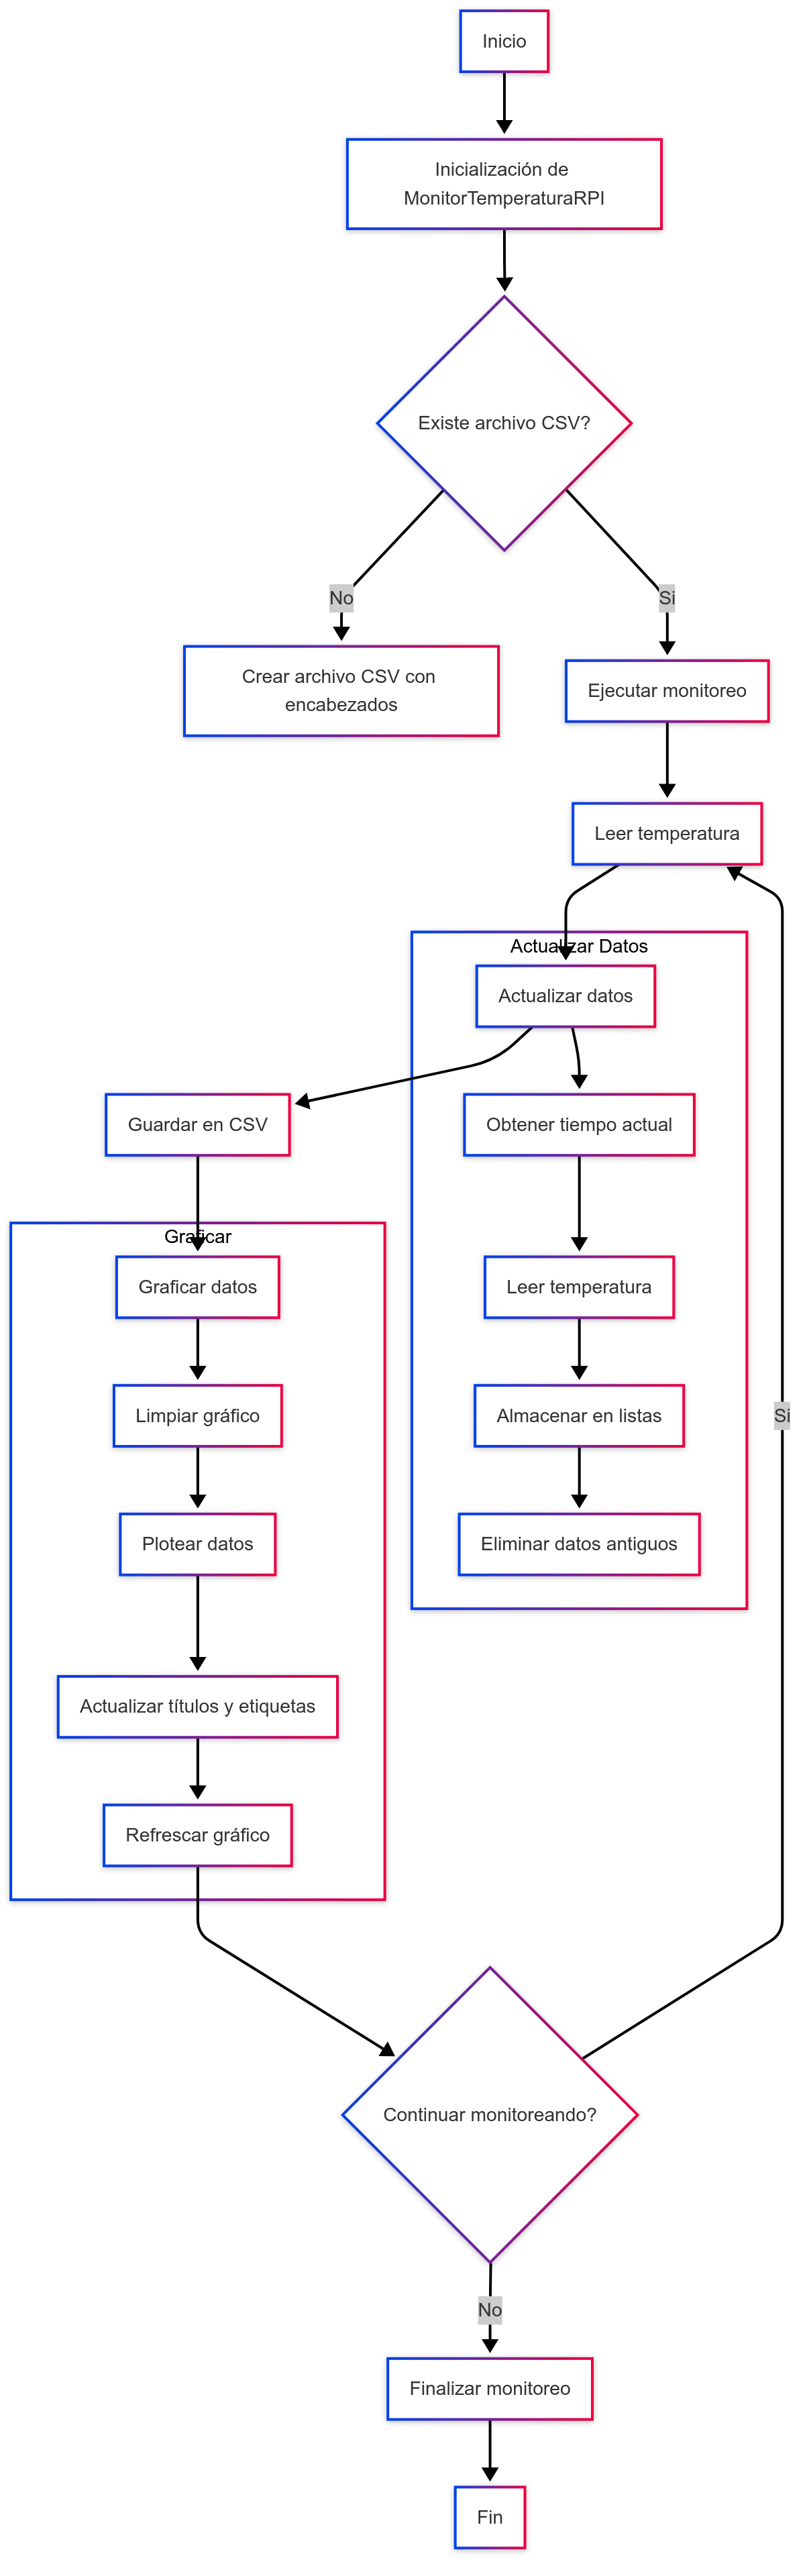 Inicio
Inicialización de
MonitorTemperaturaRPI
Existe archivo CSV?
No
Si
Crear archivo CSV con
encabezados
Ejecutar monitoreo
Leer temperatura
Actualizar Datos
Actualizar datos
Guardar en CSV
Obtener tiempo actual
Graficar
Graficar datos
Leer temperatura
Limpiar gráfico
Almacenar en listas
Si
Plotear datos
Eliminar datos antiguos
Actualizar títulos y etiquetas
Refrescar gráfico
Continuar monitoreando?
No
Finalizar monitoreo
Fin